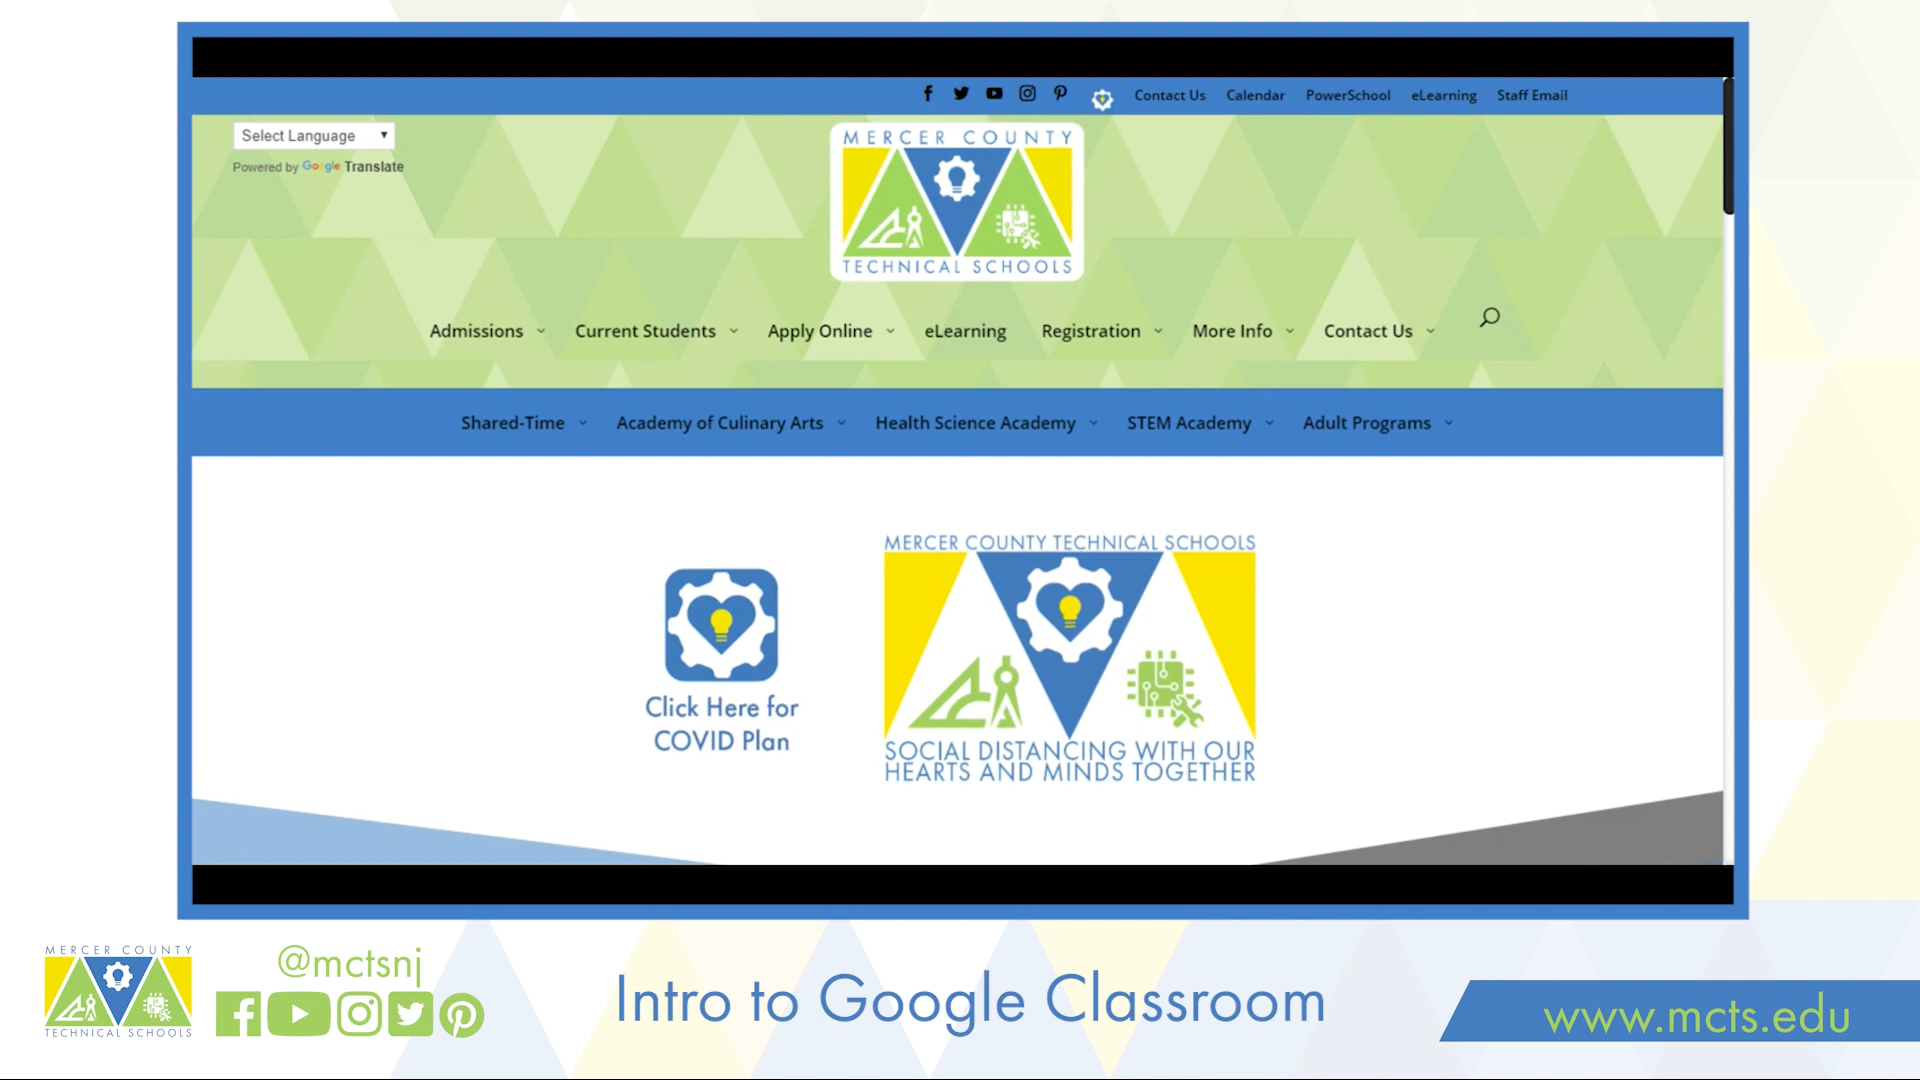 Contact Us Calendar PowerSchool eLearning Staff Email
Select Language
Powered by Google Translate
MERCER COUNTY
TECHNICAL SCHOOLS
Admissions Current Students Apply Online eLearning Registration More Info Contact Us
Shared-Time Academy of Culinary Arts Health Science Academy STEM Academy Adult Programs
MERCER COUNTY TECHNICAL SCHOOLS
Click Here for
COVID Plan
SOCIAL DISTANCING WITH OUR
HEARTS AND MINDS TOGETHER
MERCER COUNTY
TECHNICAL SCHOOLS
@mctsnj
Intro to Google Classroom
www.mcts.edu